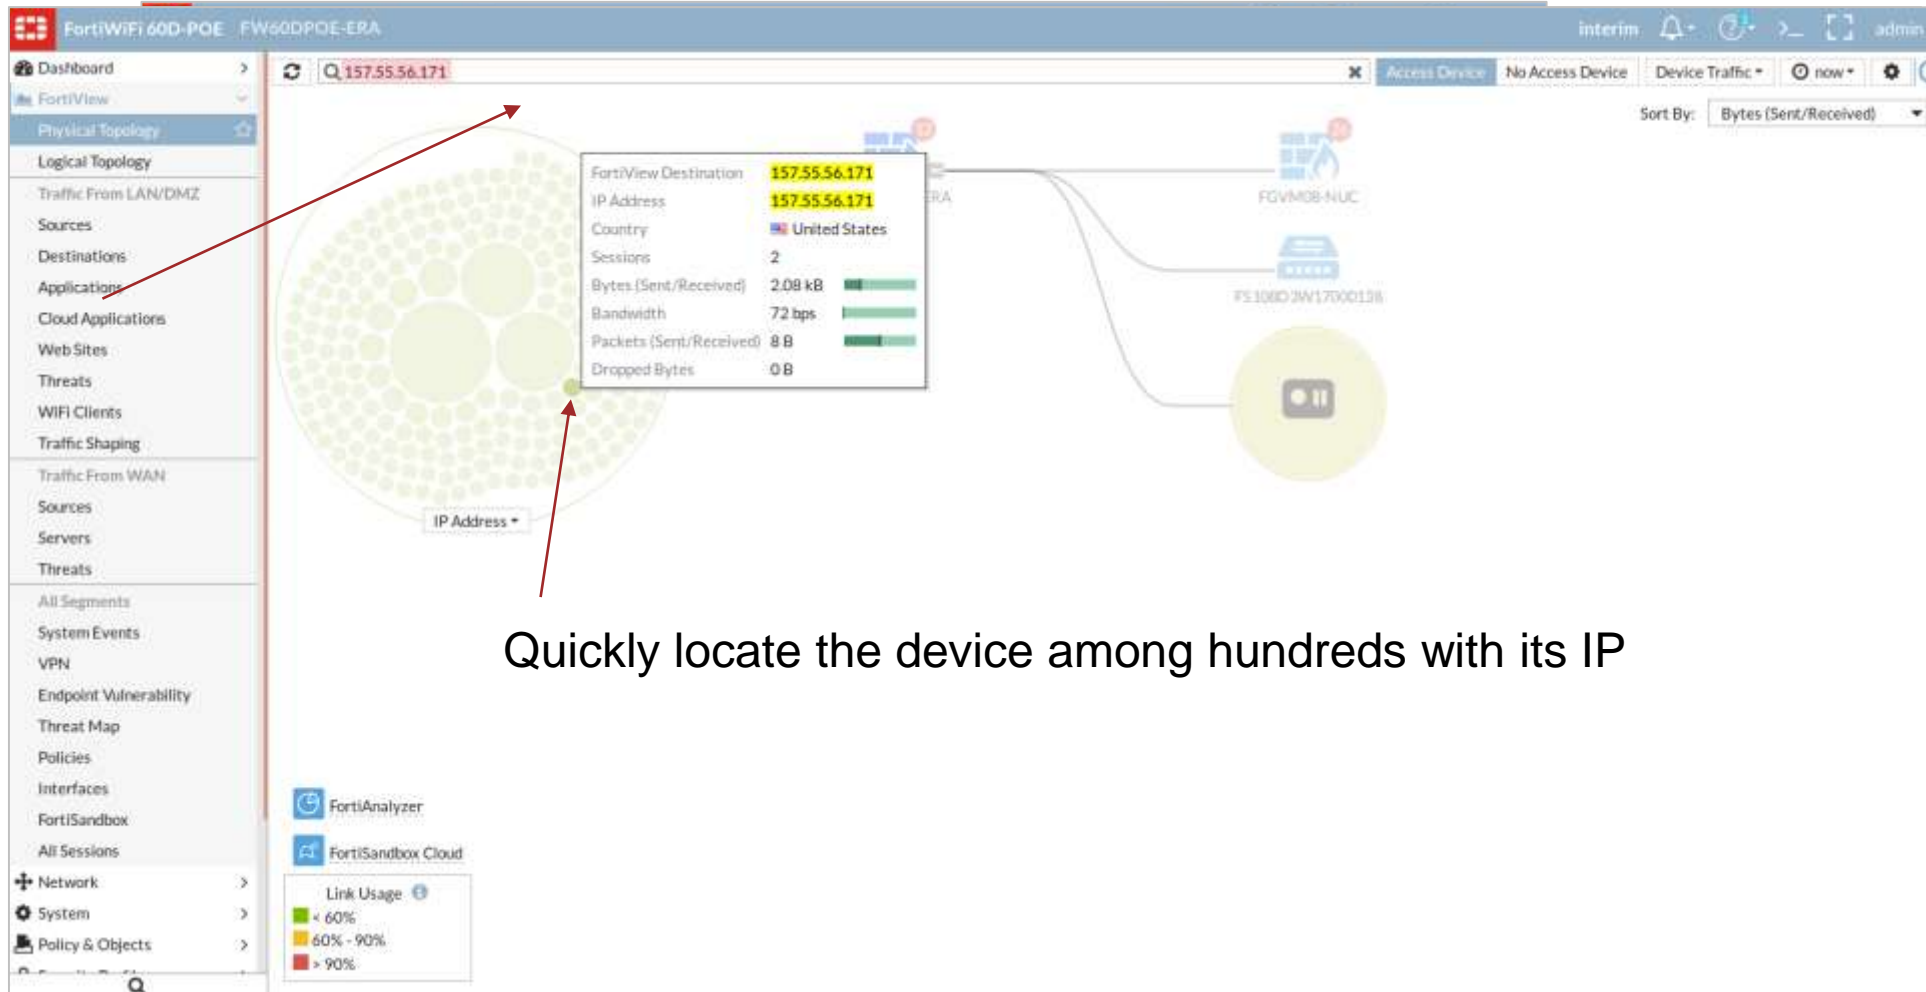 FortiWiFi 60D-POE FW60DPOE-ERA
interim
admin
Dashboard
157.55.56.171
Access Device No Access Device Device Traffic now
FortiView
Sort By: Bytes (Sent/Received)
Physical Topology
Logical Topology
Traffic From LAN/DMZ
Sources
Destinations
Applications
Cloud Applications
Web Sites
Threats
WiFi Clients
Traffic Shaping
Traffic From WAN
Sources
Servers
Threats
All Segments
System Events
VPN
Endpoint Vulnerability
Threat Map
Policies
Interfaces
FortiSandbox
All Sessions
Network
System
Policy & Objects
FortiView Destination 157.55.56.171
IP Address 157.55.56.171
Country United States
Sessions 2
Bytes (Sent/Received) 2.08 kB
Bandwidth 72 bps
Packets (Sent/Received) 8 B
Dropped Bytes 0 B
ERA
FGVM08-NUC
IP Address
Quickly locate the device among hundreds with its IP
FortiAnalyzer
FortiSandbox Cloud
Link Usage
< 60%
60% - 90%
> 90%